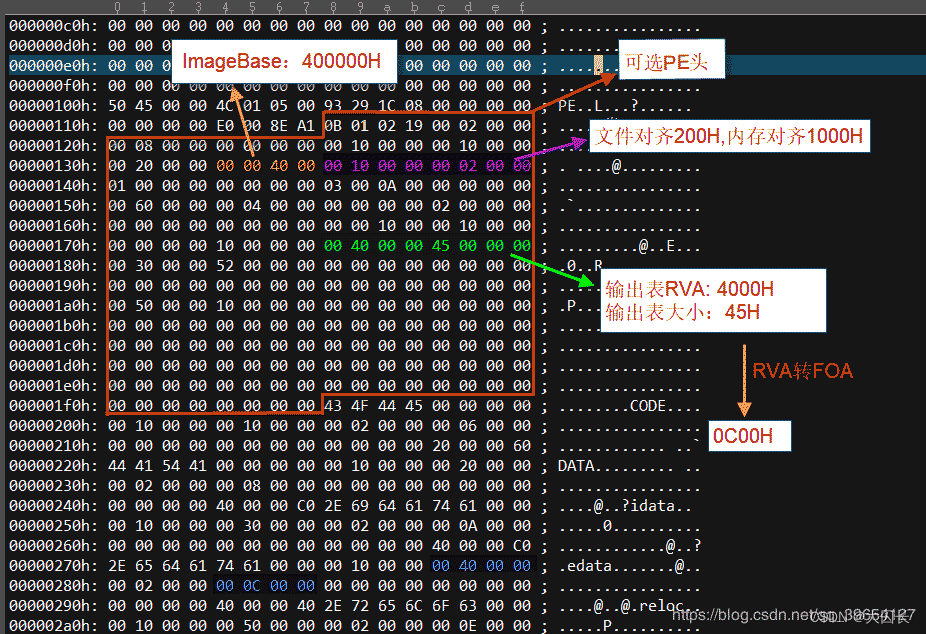 0 1 2 3 4 5 6 7 8 9 a b c d e f
000000c0h: 00 00 00 00 00 00 00 00 00 00 00 00 00 00 00 00 ; ................
000000d0h: 00 00 00 00 00 00 00 ;
ImageBase：400000H
可选PE头
000000e0h: 00 00 00 00 00 00 00 ; ....
000000f0h: 00 00 00 00 00 00 00 00 00 00 00 00 00 00 00 00 ; ................
00000100h: 50 45 00 00 4C 01 05 00 93 29 1C 08 00 00 00 00 ; PE..L...?......
00000110h: 00 00 00 00 E0 00 8E A1 0B 01 02 19 00 02 00 00 ;
文件对齐200H,内存对齐1000H
00000120h: 00 08 00 00 00 00 00 00 00 10 00 00 00 10 00 00 ;
00000130h: 00 20 00 00 00 00 40 00 00 10 00 00 00 02 00 00 ; . ....@.........
00000140h: 01 00 00 00 00 00 00 00 03 00 0A 00 00 00 00 00 ; ................
00000150h: 00 60 00 00 00 04 00 00 00 00 00 00 02 00 00 00 ; .`..............
00000160h: 00 00 00 00 00 00 00 00 00 00 10 00 00 10 00 00 ; ................
00000170h: 00 00 00 00 10 00 00 00 00 40 00 00 45 00 00 00 ; .........@..E...
00000180h: 00 30 00 00 52 00 00 00 00 00 00 00 00 00 00 00 ; .0..R
输出表RVA: 4000H
输出表大小：45H
00000190h: 00 00 00 00 00 00 00 00 00 00 00 00 00 00 00 00 ;
000001a0h: 00 50 00 00 10 00 00 00 00 00 00 00 00 00 00 00 ; .P..
000001b0h: 00 00 00 00 00 00 00 00 00 00 00 00 00 00 00 00 ;
000001c0h: 00 00 00 00 00 00 00 00 00 00 00 00 00 00 00 00 ; ................
000001d0h: 00 00 00 00 00 00 00 00 00 00 00 00 00 00 00 00 ; ................
RVA转FOA
000001e0h: 00 00 00 00 00 00 00 00 00 00 00 00 00 00 00 00 ; ................
000001f0h: 00 00 00 00 00 00 00 00 43 4F 44 45 00 00 00 00 ; ........CODE....
00000200h: 00 10 00 00 00 10 00 00 00 02 00 00 00 06 00 00 ; ................
00000210h: 00 00 00 00 00 00 00 00 00 00 00 00 20 00 00 60 ; ............ ..`
0C00H
00000220h: 44 41 54 41 00 00 00 00 00 10 00 00 00 20 00 00 ; DATA......... ..
00000230h: 00 02 00 00 00 08 00 00 00 00 00 00 00 00 00 00 ; ................
00000240h: 00 00 00 00 40 00 00 C0 2E 69 64 61 74 61 00 00 ; ....@..?idata..
00000250h: 00 10 00 00 00 30 00 00 00 02 00 00 00 0A 00 00 ; .....0..........
00000260h: 00 00 00 00 00 00 00 00 00 00 00 00 40 00 00 C0 ; ............@..?
00000270h: 2E 65 64 61 74 61 00 00 00 10 00 00 00 40 00 00 ; .edata.......@..
00000280h: 00 02 00 00 00 0C 00 00 00 00 00 00 00 00 00 00 ; ................
00000290h: 00 00 00 00 40 00 00 40 2E 72 65 6C 6F 63 00 00 ; ....@..@.reloc..
000002a0h: 00 10 00 00 00 50 00 00 00 02 00 00 00 0E 00 00 ; .....P..........
https://blog.csdn.net/qq_39654127